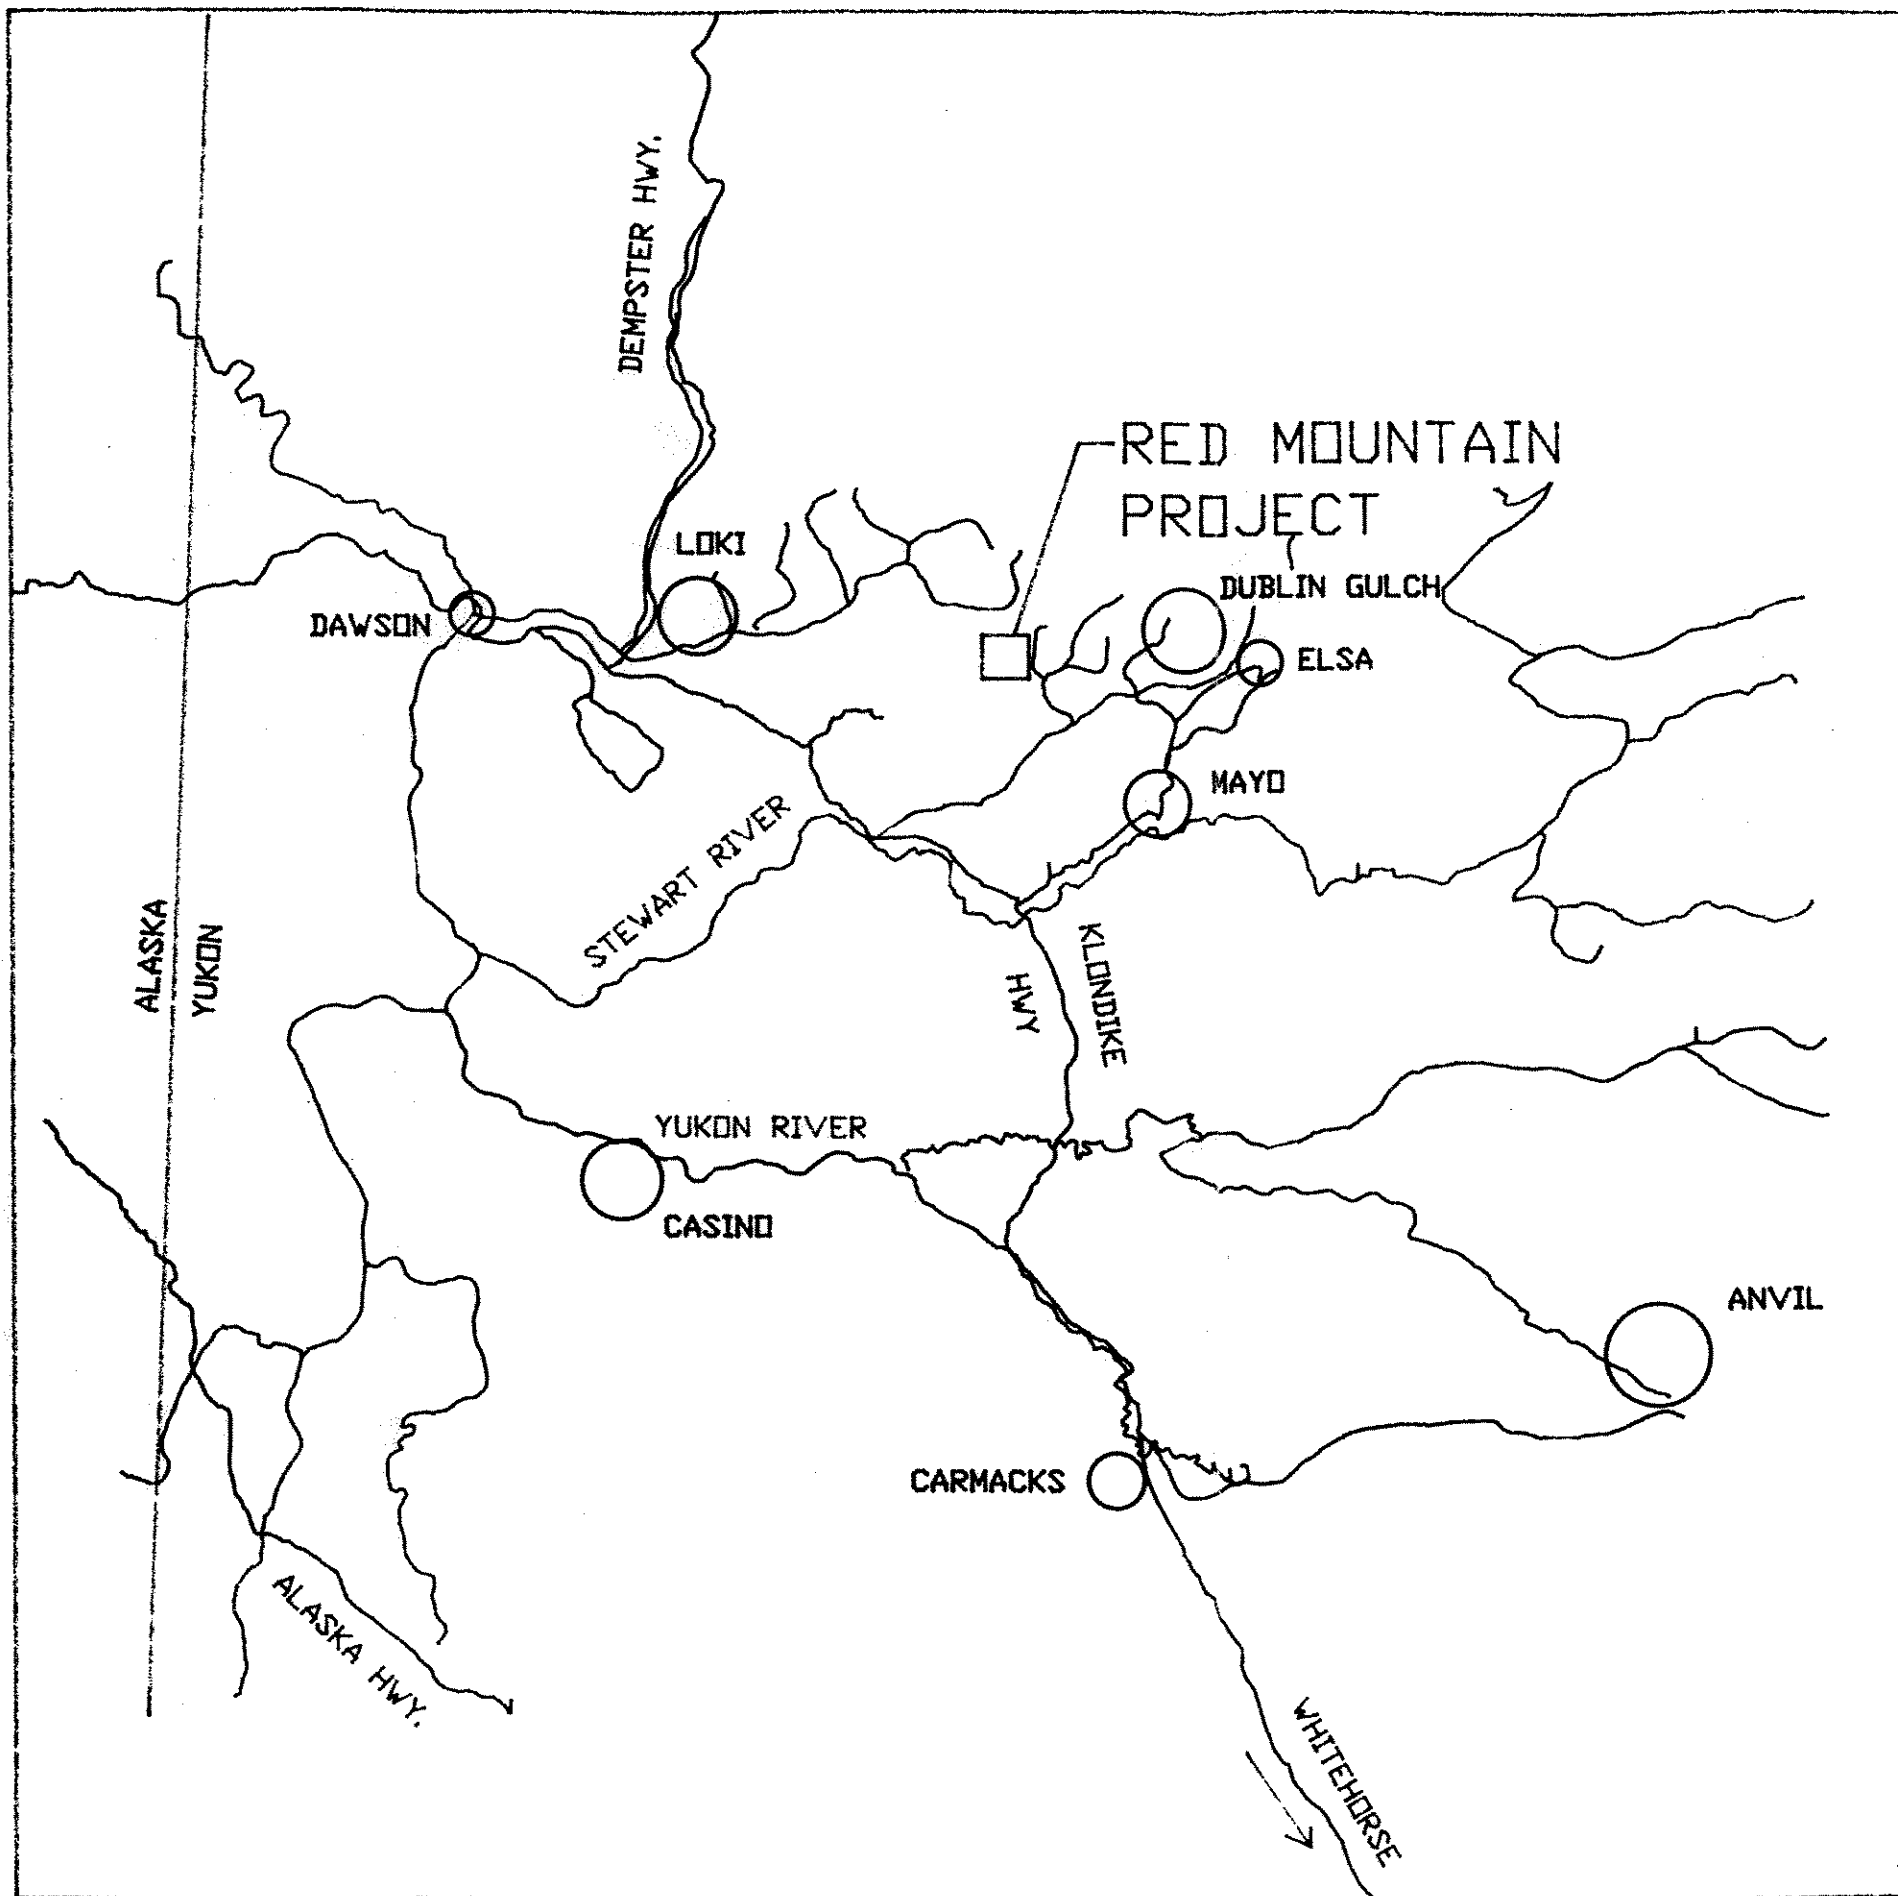 DEMPSTER HWY.
RED MOUNTAIN
PROJECT
LOKI
DUBLIN GULCH
DAWSON
ELSA
MAYO
STEWART RIVER
ALASKA
YUKON
KLONDIKE
HWY
YUKON RIVER
CASINO
ANVIL
CARMACKS
ALASKA HWY.
WHITEHORSE